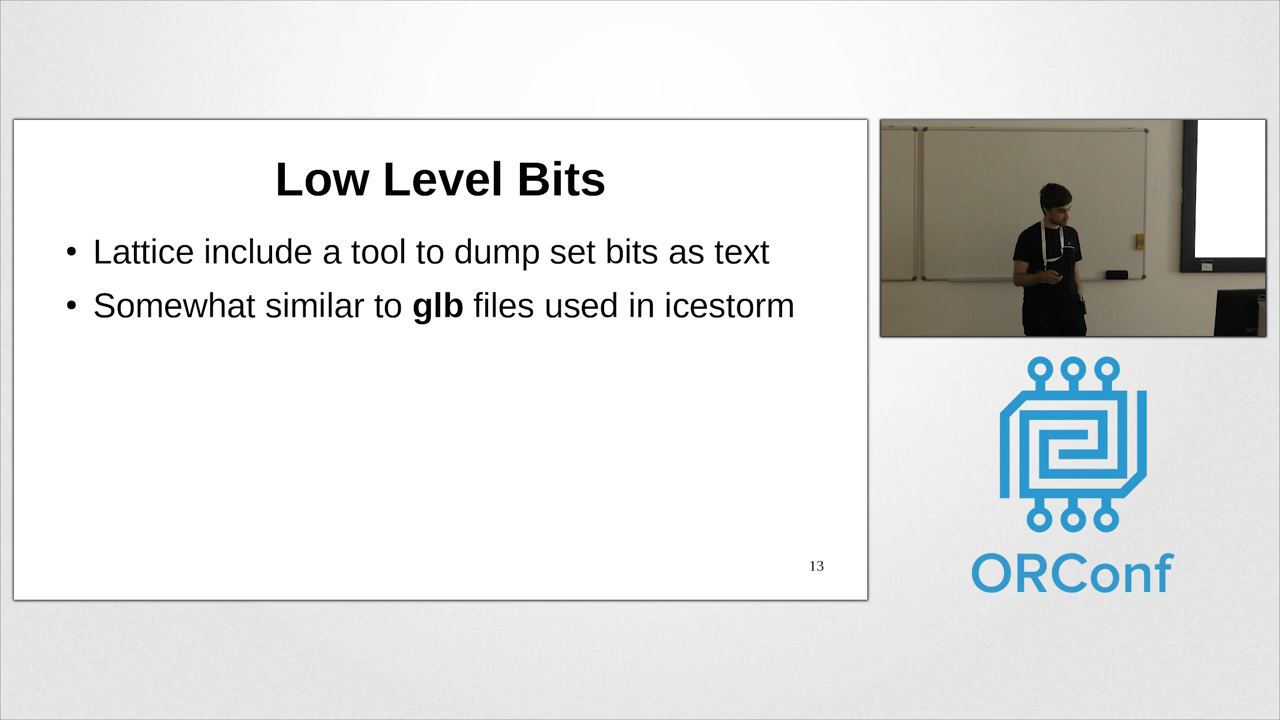 Low Level Bits
• Lattice include a tool to dump set bits as text
• Somewhat similar to glb files used in icestorm
13
ORConf